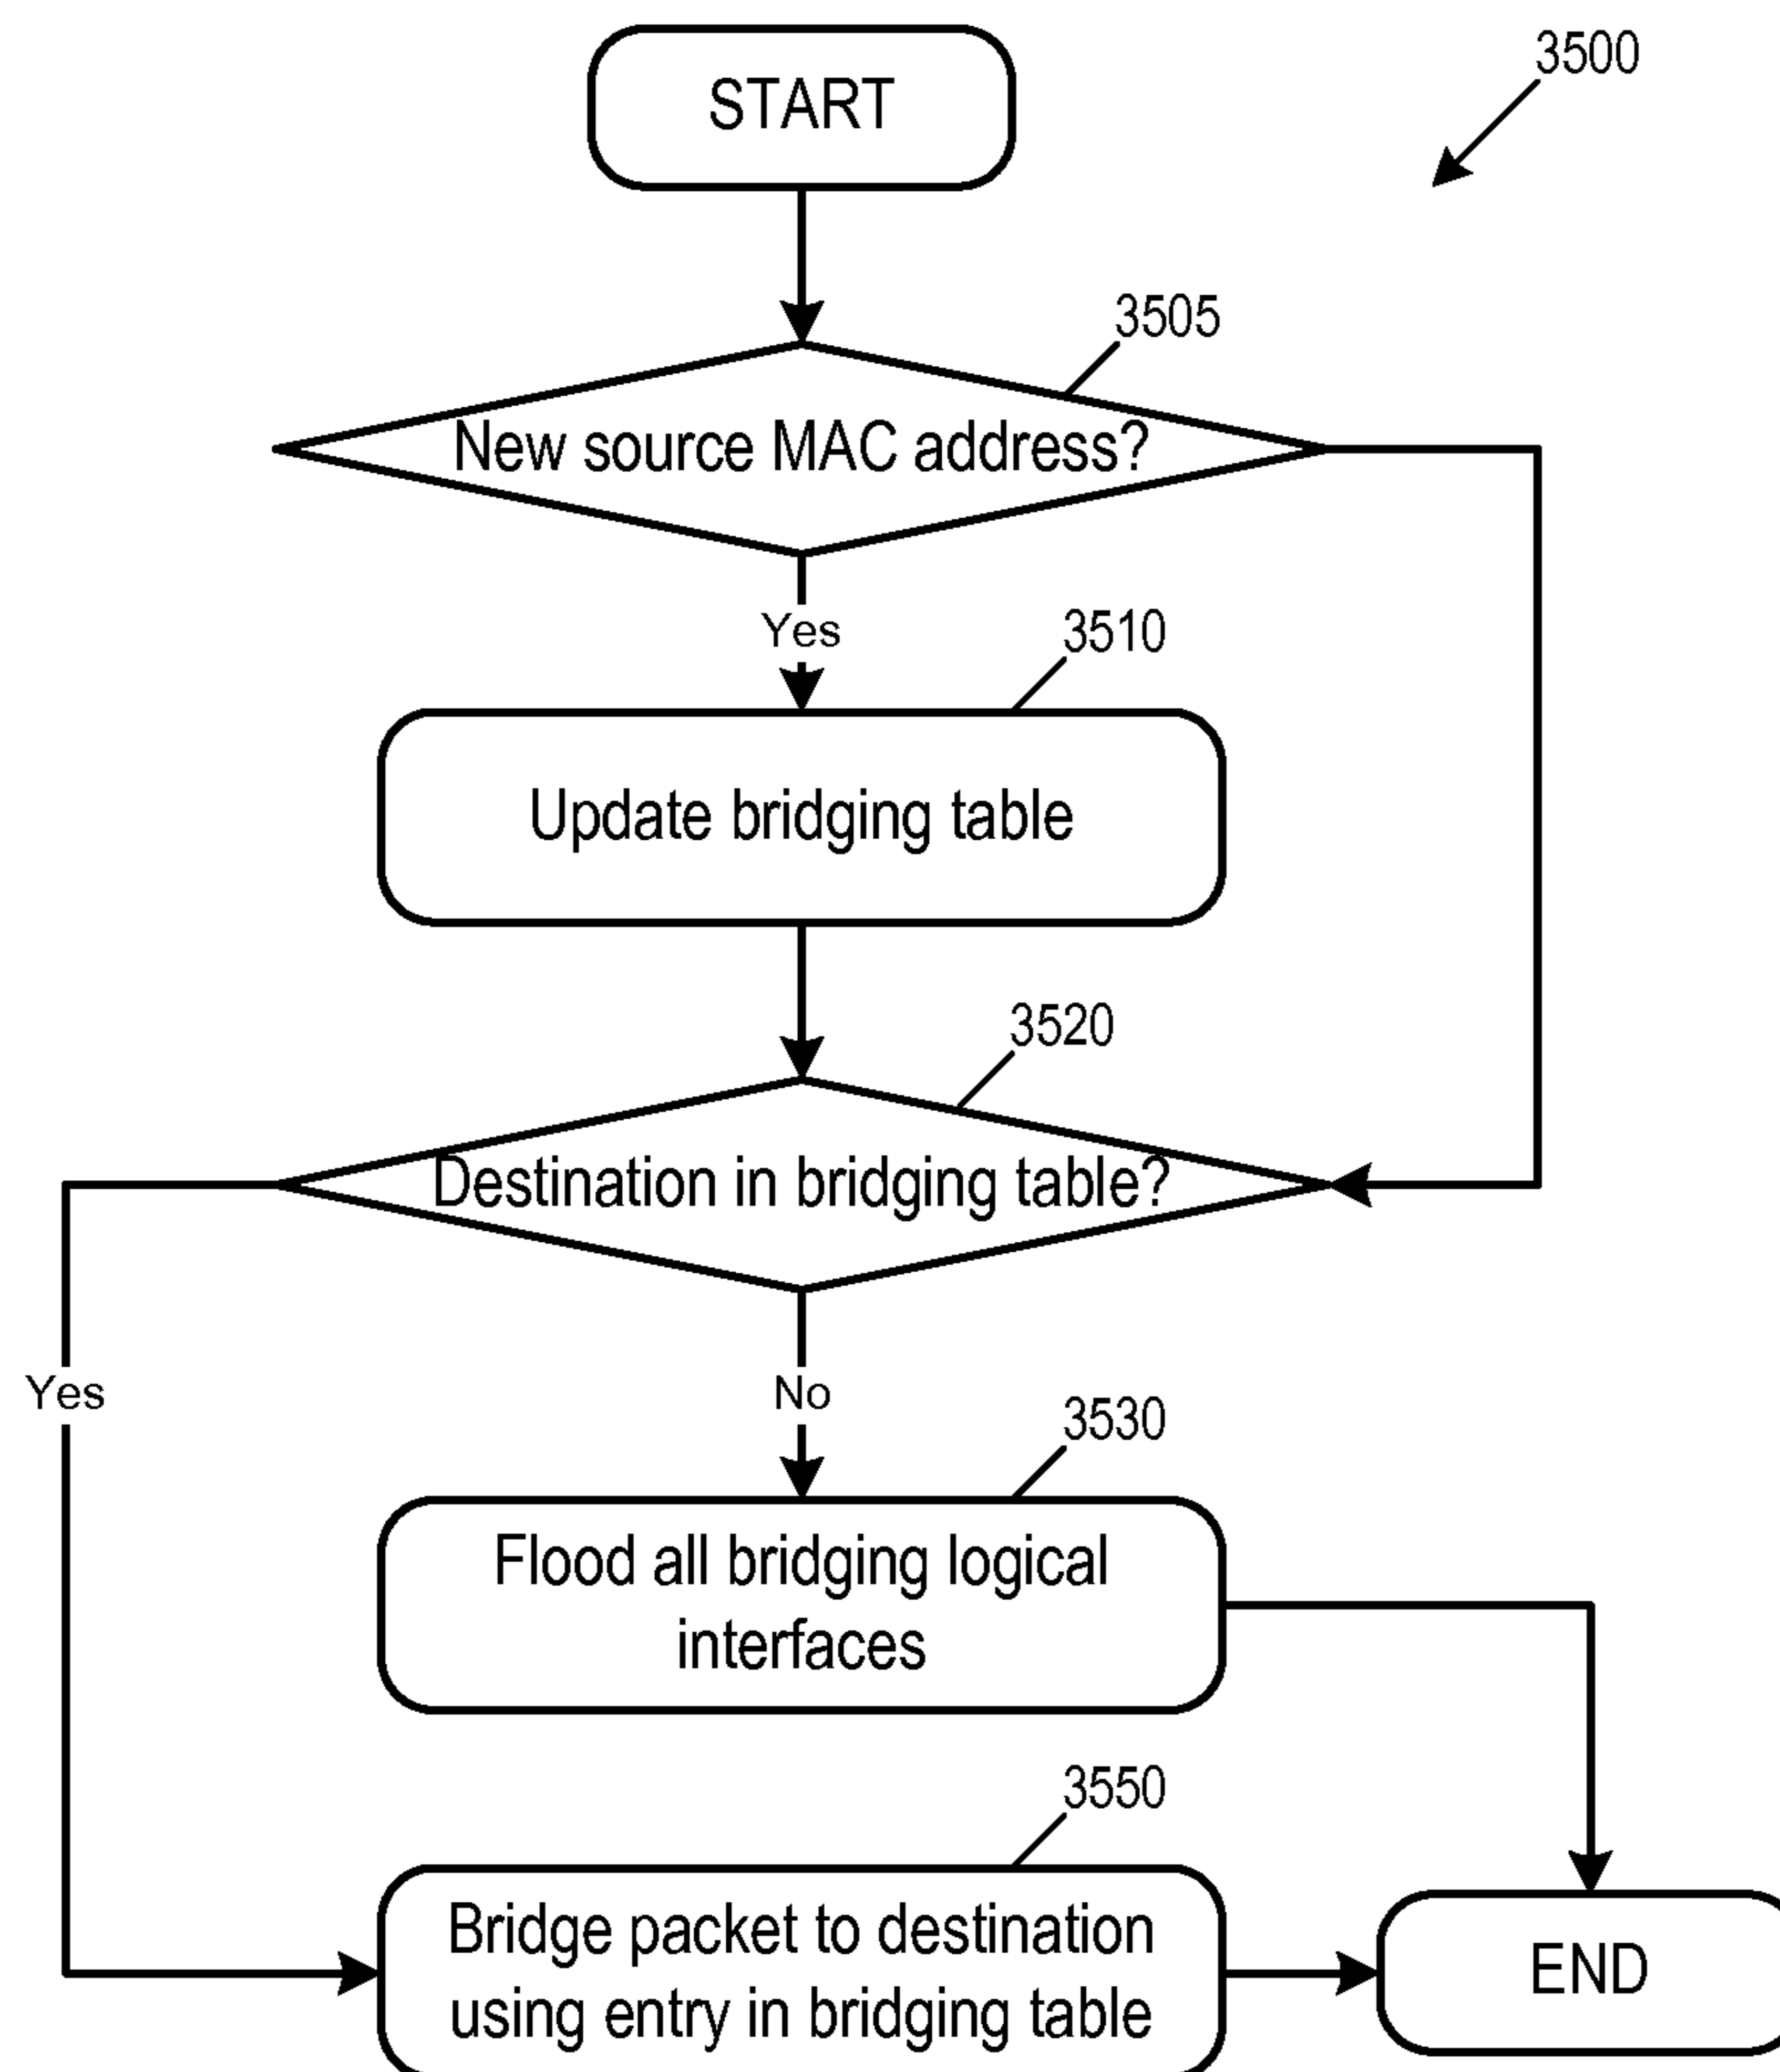 START
3500
3505
New source MAC address?
Yes
3510
Update bridging table
3520
Destination in bridging table?
Yes
No
3530
Flood all bridging logical
interfaces
3550
Bridge packet to destination
using entry in bridging table
END